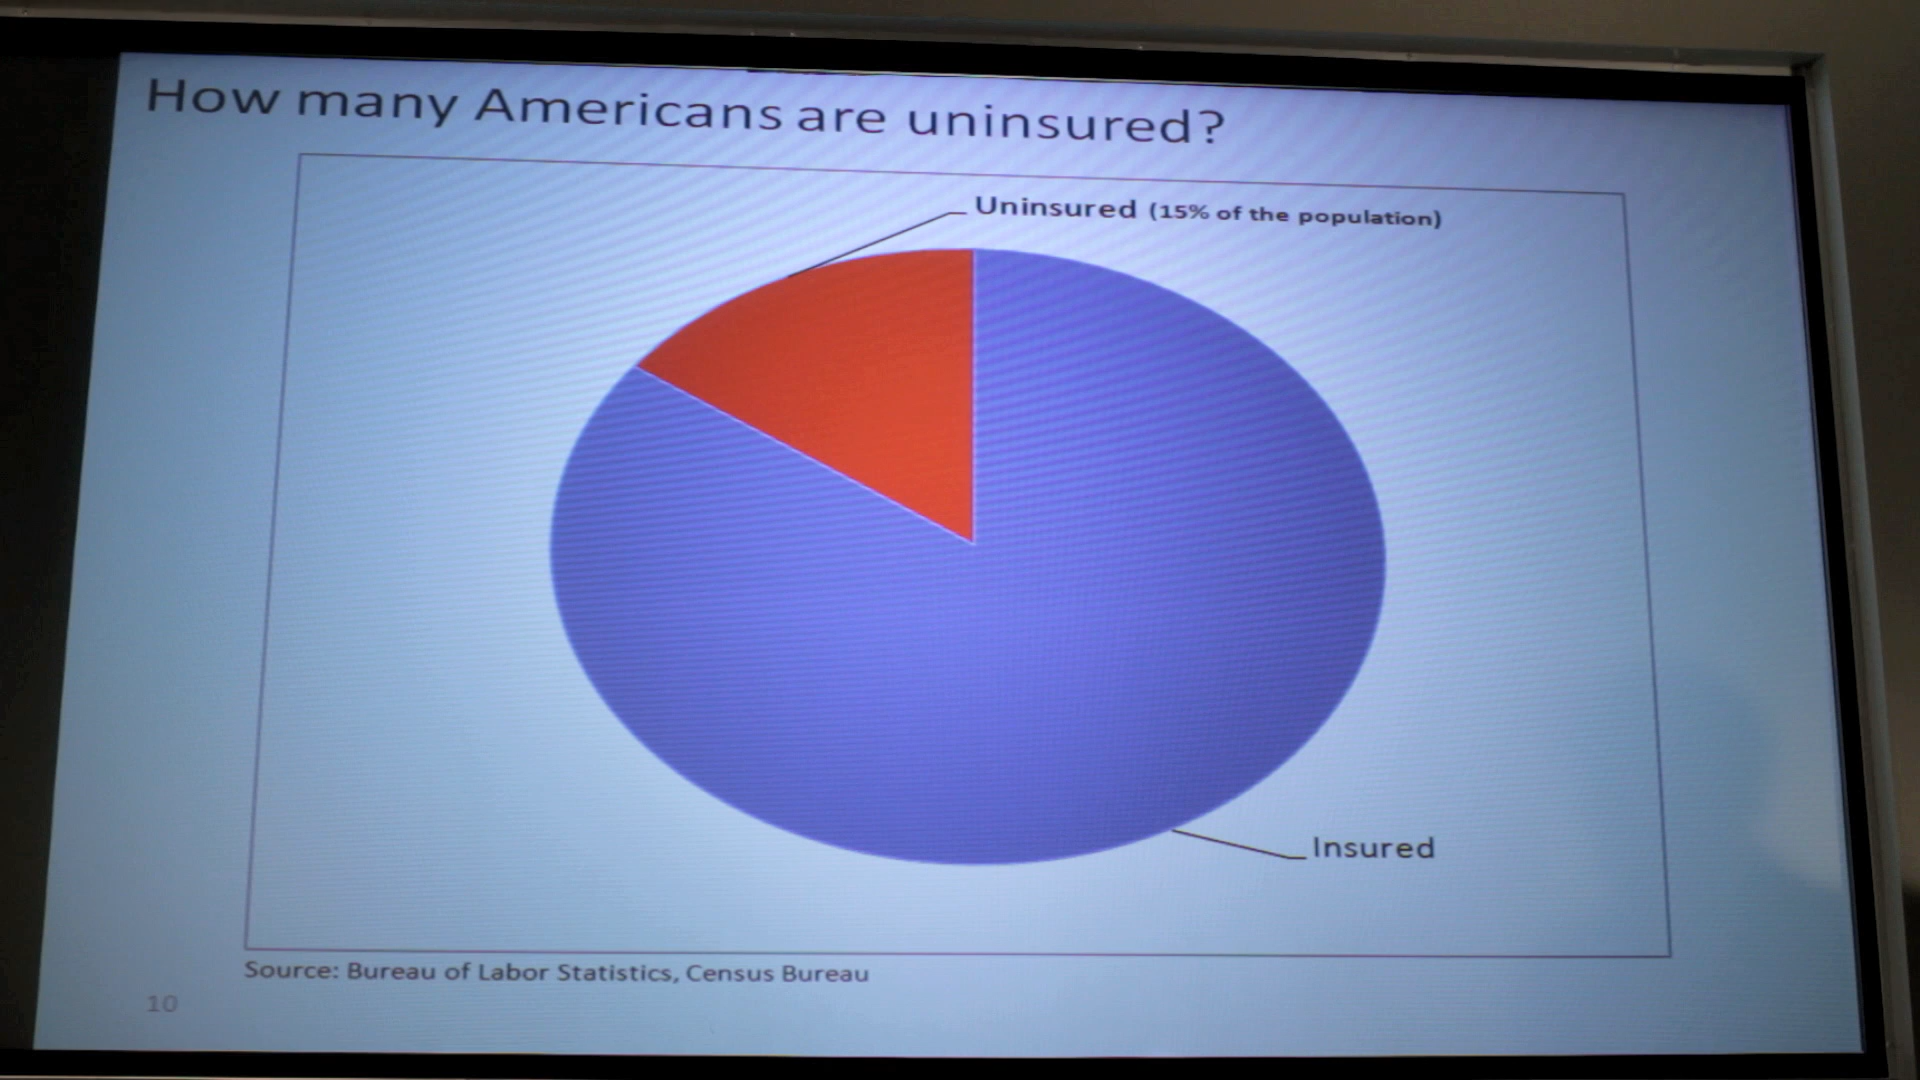 How many Americans are uninsured?
Uninsured (15% of the population)
Insured
Source: Bureau of Labor Statistics, Census Bureau
10